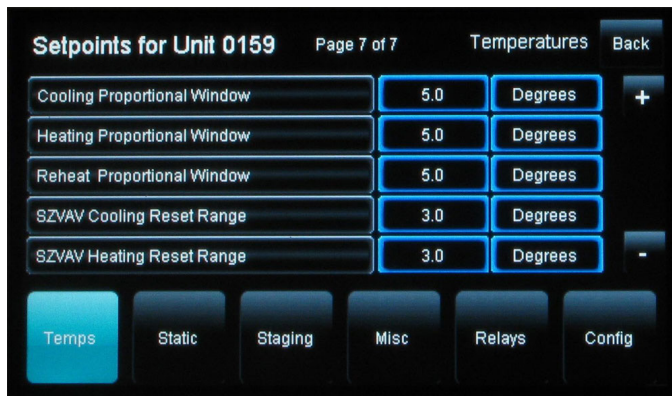 Setpoints for Unit 0159 Page 7 of 7 Temperatures Back
Cooling Proportional Window 5.0 Degrees +
Heating Proportional Window 5.0 Degrees
Reheat Proportional Window 5.0 Degrees
SZVAV Cooling Reset Range 3.0 Degrees
SZVAV Heating Reset Range 3.0 Degrees -
Temps Static Staging Misc Relays Config